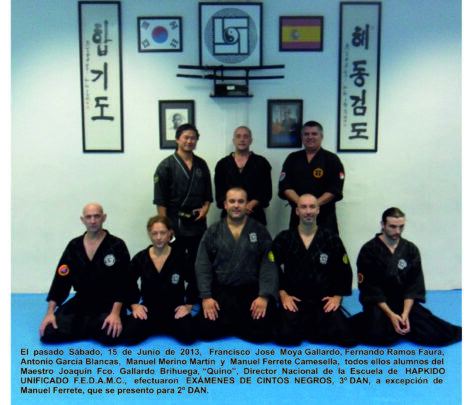 합기도
해동검도
El pasado Sábado, 15 de Junio de 2013, Francisco José Moya Gallardo, Fernando Ramos Faura,
Antonio García Blancas, Manuel Merino Martín y Manuel Ferrete Camesella, todos ellos alumnos del
Maestro Joaquín Fco. Gallardo Brihuega, "Quino", Director Nacional de la Escuela de HAPKIDO
UNIFICADO F.E.D.A.M.C., efectuaron EXÁMENES DE CINTOS NEGROS, 3º DAN, a excepción de
Manuel Ferrete, que se presento para 2º DAN.